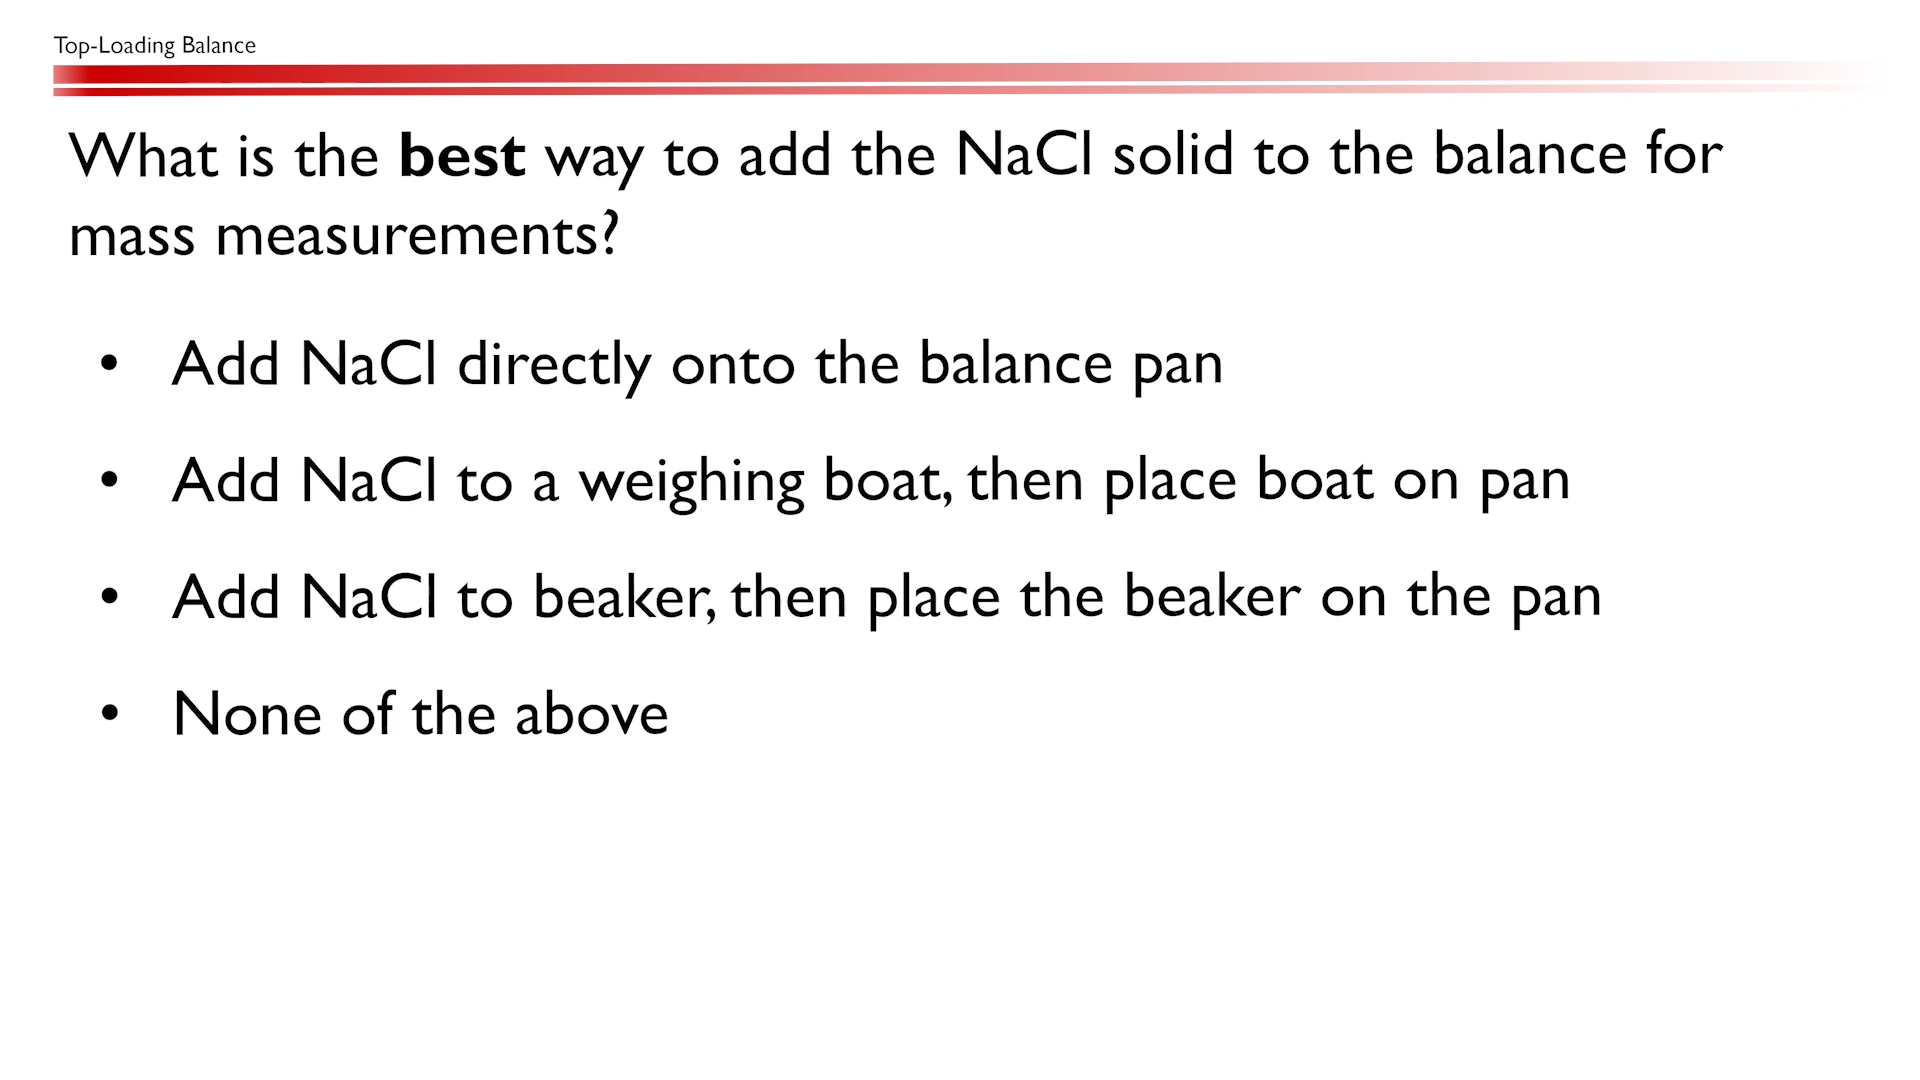 Top-Loading Balance
What is the best way to add the NaCl solid to the balance for
mass measurements?
• Add NaCl directly onto the balance pan
• Add NaCl to a weighing boat, then place boat on pan
• Add NaCl to beaker, then place the beaker on the pan
• None of the above